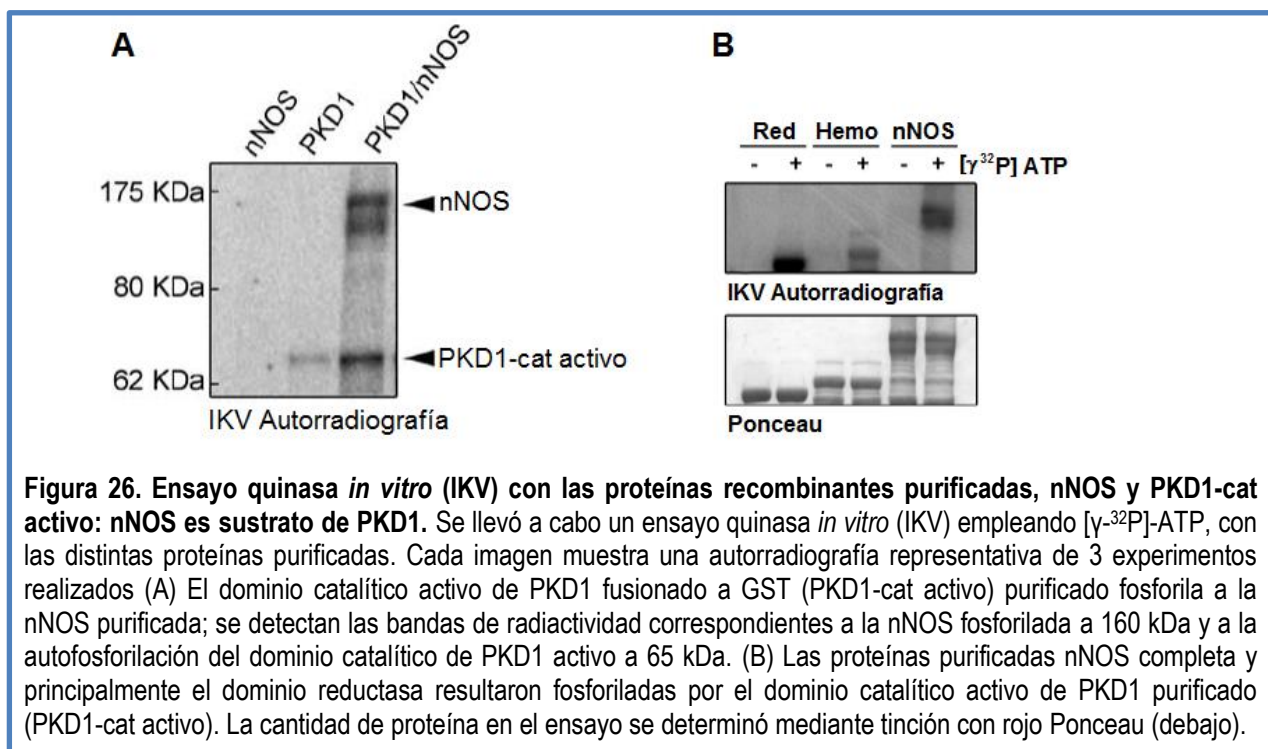 A
nNOS
PKD1
PKD1/nNOS
175 KDa
80 KDa
62 KDa
nNOS
PKD1-cat activo
IKV Autorradiografía
B
Red Hemo nNOS
- + - + - + [γ³²P] ATP
IKV Autorradiografía
Ponceau
Figura 26. Ensayo quinasa in vitro (IKV) con las proteínas recombinantes purificadas, nNOS y PKD1-cat
activo: nNOS es sustrato de PKD1. Se llevó a cabo un ensayo quinasa in vitro (IKV) empleando [γ-³²P]-ATP, con
las distintas proteínas purificadas. Cada imagen muestra una autorradiografía representativa de 3 experimentos
realizados (A) El dominio catalítico activo de PKD1 fusionado a GST (PKD1-cat activo) purificado fosforila a la
nNOS purificada; se detectan las bandas de radiactividad correspondientes a la nNOS fosforilada a 160 kDa y a la
autofosforilación del dominio catalítico de PKD1 activo a 65 kDa. (B) Las proteínas purificadas nNOS completa y
principalmente el dominio reductasa resultaron fosforiladas por el dominio catalítico activo de PKD1 purificado
(PKD1-cat activo). La cantidad de proteína en el ensayo se determinó mediante tinción con rojo Ponceau (debajo).